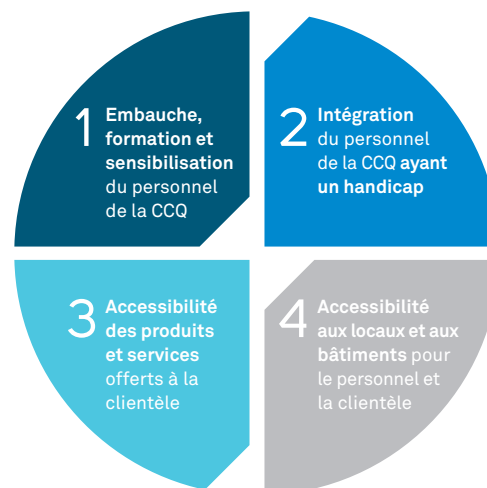 1
Embauche,
formation et
sensibilisation
du personnel
de la CCQ
2
Intégration
du personnel
de la CCQ ayant
un handicap
3
Accessibilité
des produits
et services
offerts à la
clientèle
4
Accessibilité
aux locaux et aux
bâtiments pour
le personnel et
la clientèle